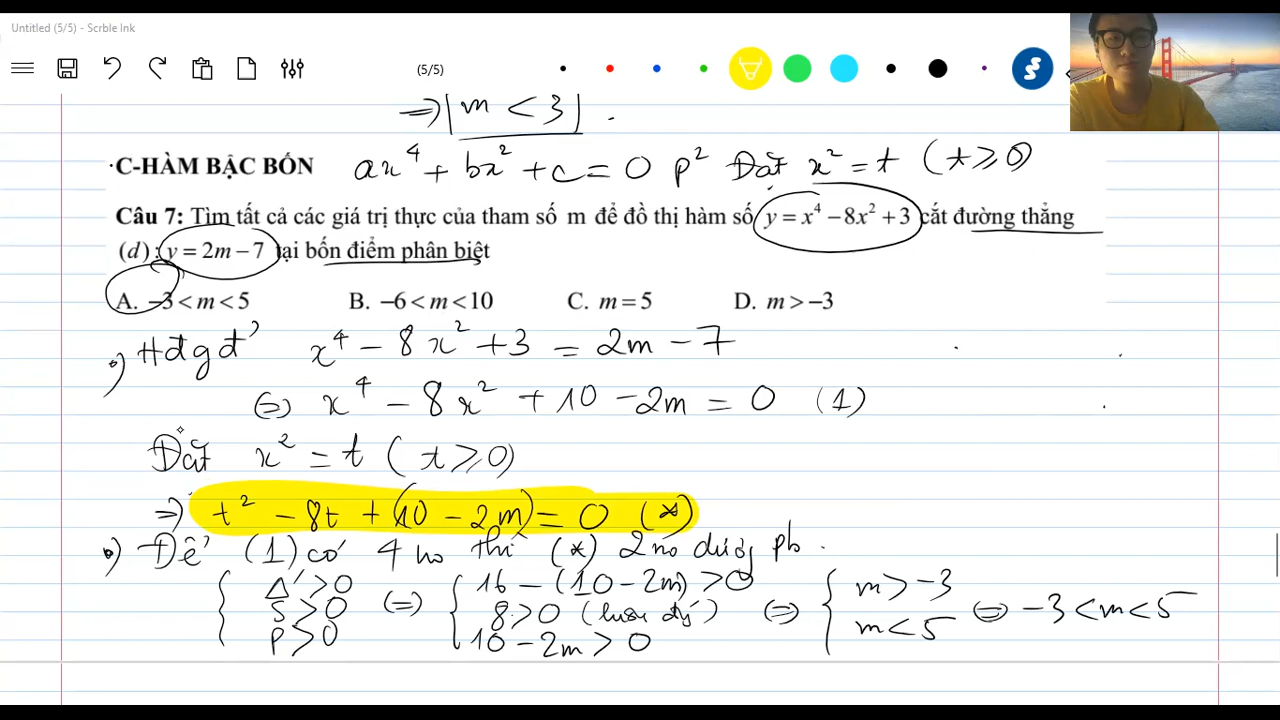 Untitled (5/5) - Scrble Ink
(5/5)
⇒ m < 3 .
C-HÀM BẬC BỐN ax⁴ + bx² + c = 0 p² Đặt x² = t (t ≥ 0)
Câu 7: Tìm tất cả các giá trị thực của tham số m để đồ thị hàm số y = x⁴ − 8x² + 3 cắt đường thẳng
(d): y = 2m − 7 tại bốn điểm phân biệt
A. −3 < m < 5 B. −6 < m < 10 C. m = 5 D. m > −3
Hđgđ x⁴ − 8x² + 3 = 2m − 7
⇔ x⁴ − 8x² + 10 − 2m = 0 (1)
Đặt x² = t (t ≥ 0)
⇒ t² − 8t + (10 − 2m) = 0 (*)
Để (1) có 4 no thì (*) 2 no dương pb .
{ Δ' > 0 ⇔ { 16 − (10 − 2m) > 0 ⇔ { m > −3 ⇔ −3 < m < 5
S > 0 8 > 0 (luôn đý) m < 5
P > 0 10 − 2m > 0